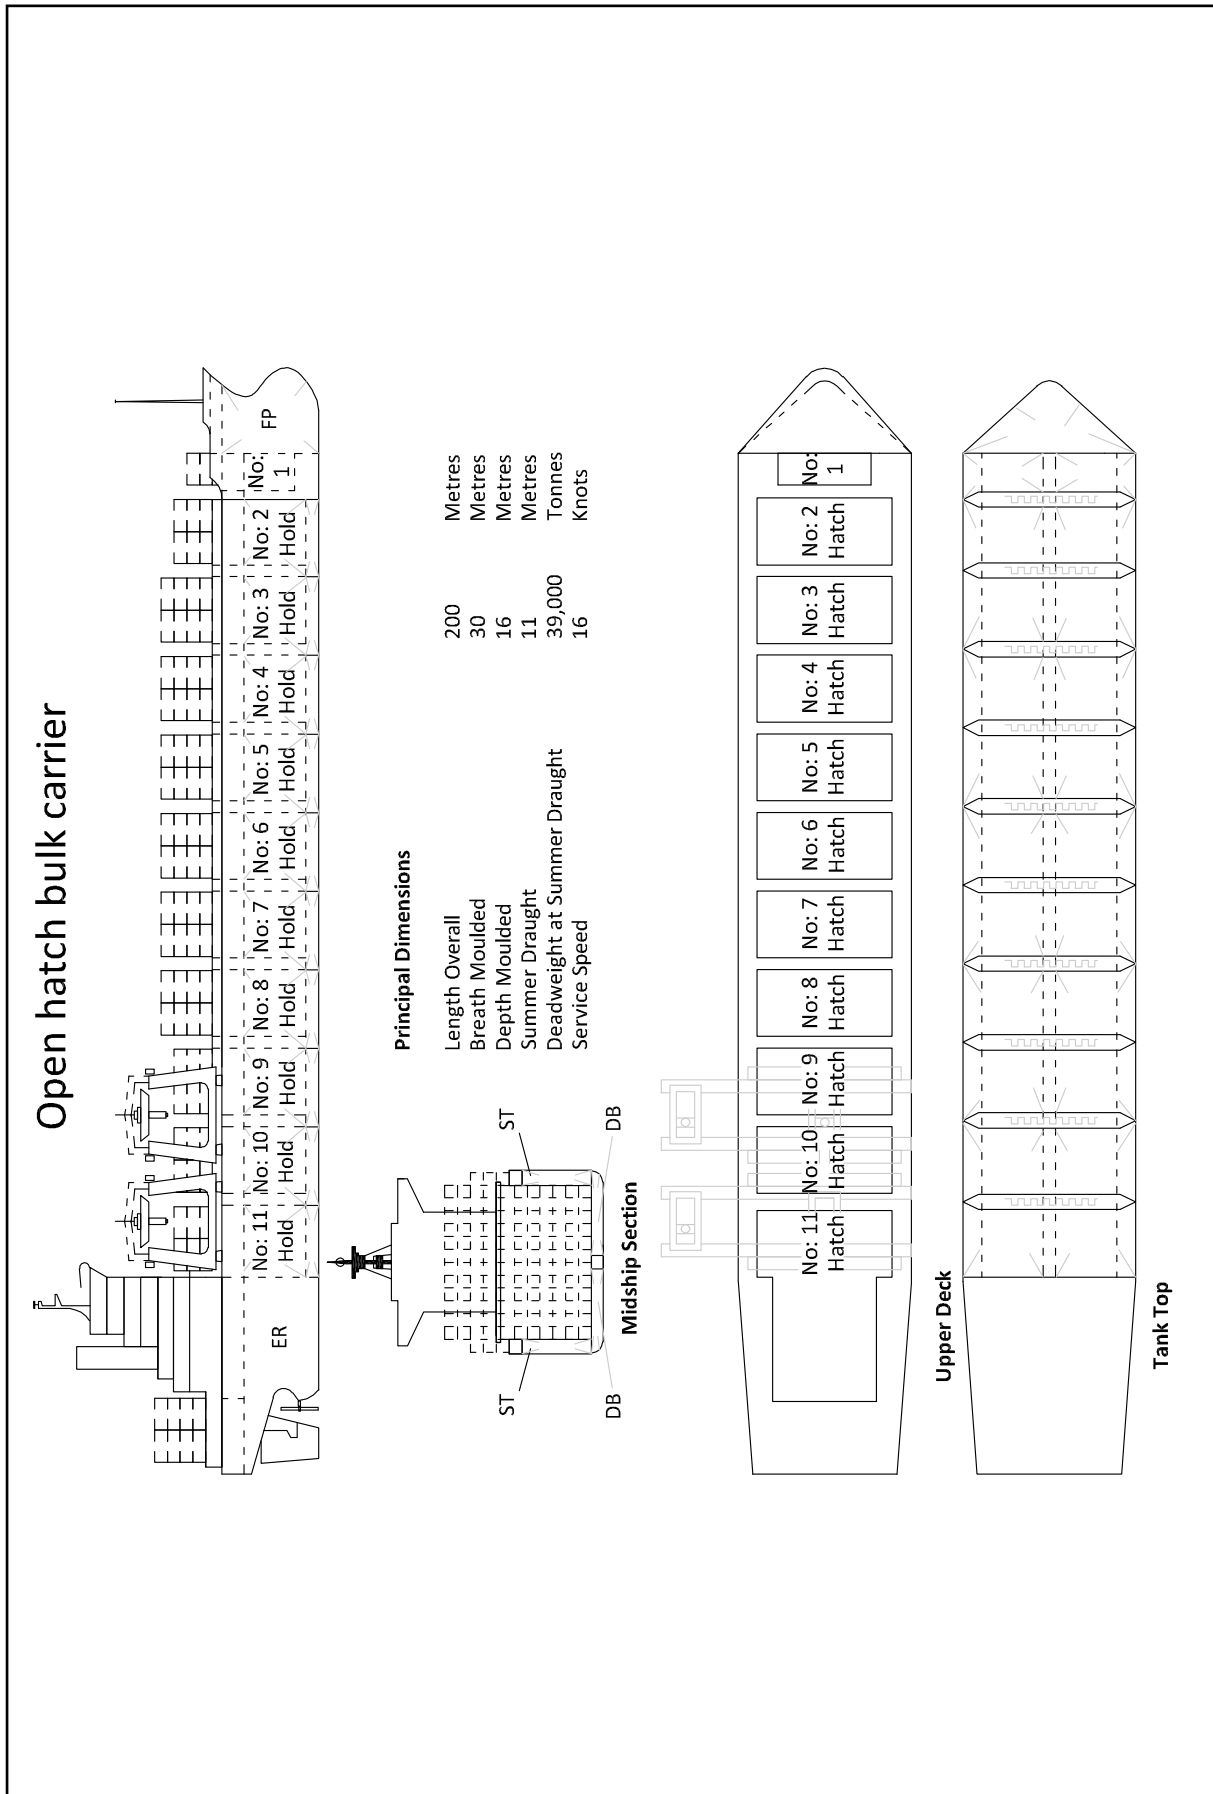 Open hatch bulk carrier
ER
No: 11
Hold
No: 10
Hold
No: 9
Hold
No: 8
Hold
No: 7
Hold
No: 6
Hold
No: 5
Hold
No: 4
Hold
No: 3
Hold
No: 2
Hold
No:
1
FP
Principal Dimensions
Length Overall 200 Metres
Breath Moulded 30 Metres
Depth Moulded 16 Metres
Summer Draught 11 Metres
Deadweight at Summer Draught 39,000 Tonnes
Service Speed 16 Knots
ST
ST
DB
DB
Midship Section
No: 11
Hatch
No: 10
Hatch
No: 9
Hatch
No: 8
Hatch
No: 7
Hatch
No: 6
Hatch
No: 5
Hatch
No: 4
Hatch
No: 3
Hatch
No: 2
Hatch
No:
1
Upper Deck
Tank Top